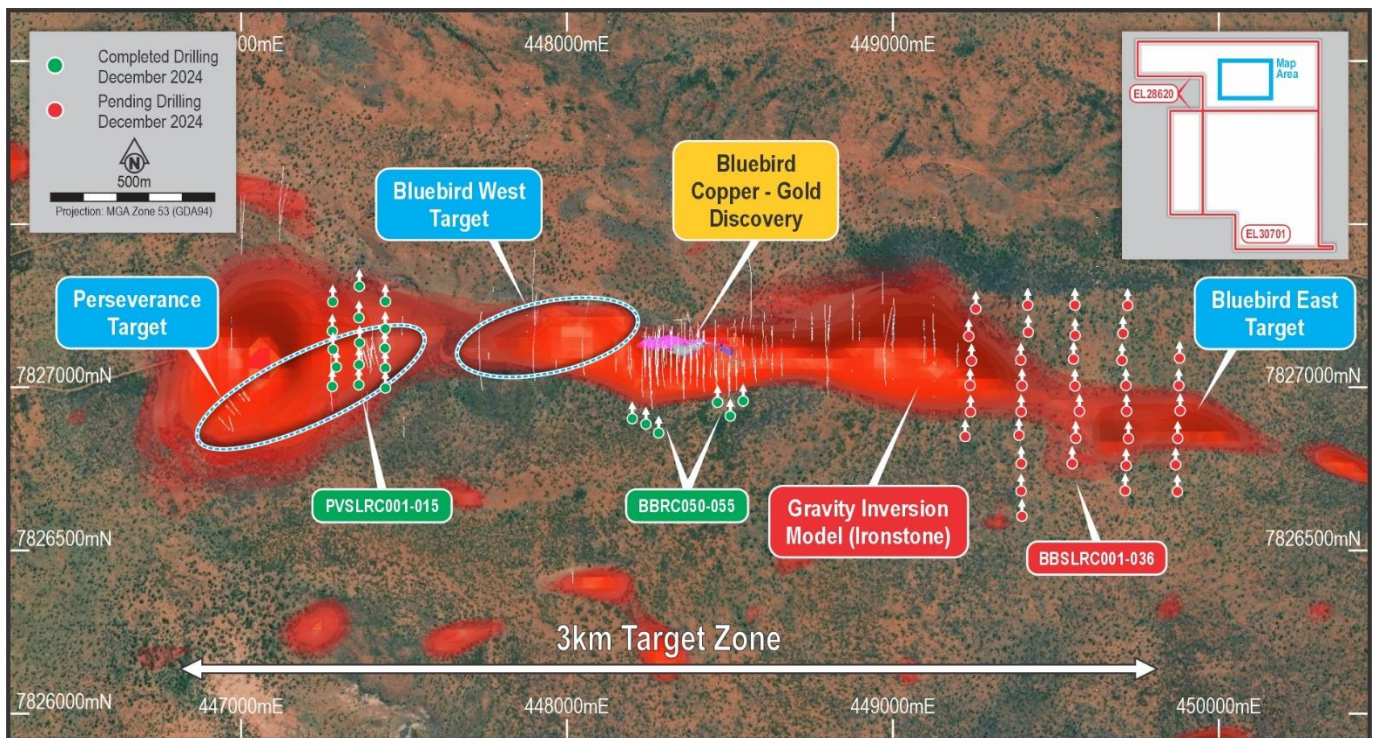 Completed Drilling
December 2024
Pending Drilling
December 2024
N
500m
Projection: MGA Zone 53 (GDA94)
000mE
448000mE
449000mE
Map
Area
EL28620
EL30701
Bluebird West
Target
Bluebird
Copper - Gold
Discovery
Perseverance
Target
Bluebird East
Target
7827000mN
7827000mN
PVSLRC001-015
BBRC050-055
Gravity Inversion
Model (Ironstone)
BBSLRC001-036
7826500mN
7826500mN
3km Target Zone
7826000mN
447000mE
448000mE
449000mE
450000mE